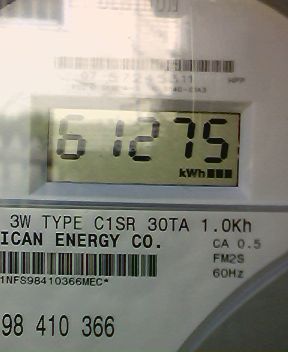 61275
kWh
3W TYPE C1SR 30TA 1.0Kh
ICAN ENERGY CO.
CA 0.5
1NFS98410366MEC*
FM2S
60Hz
98 410 366